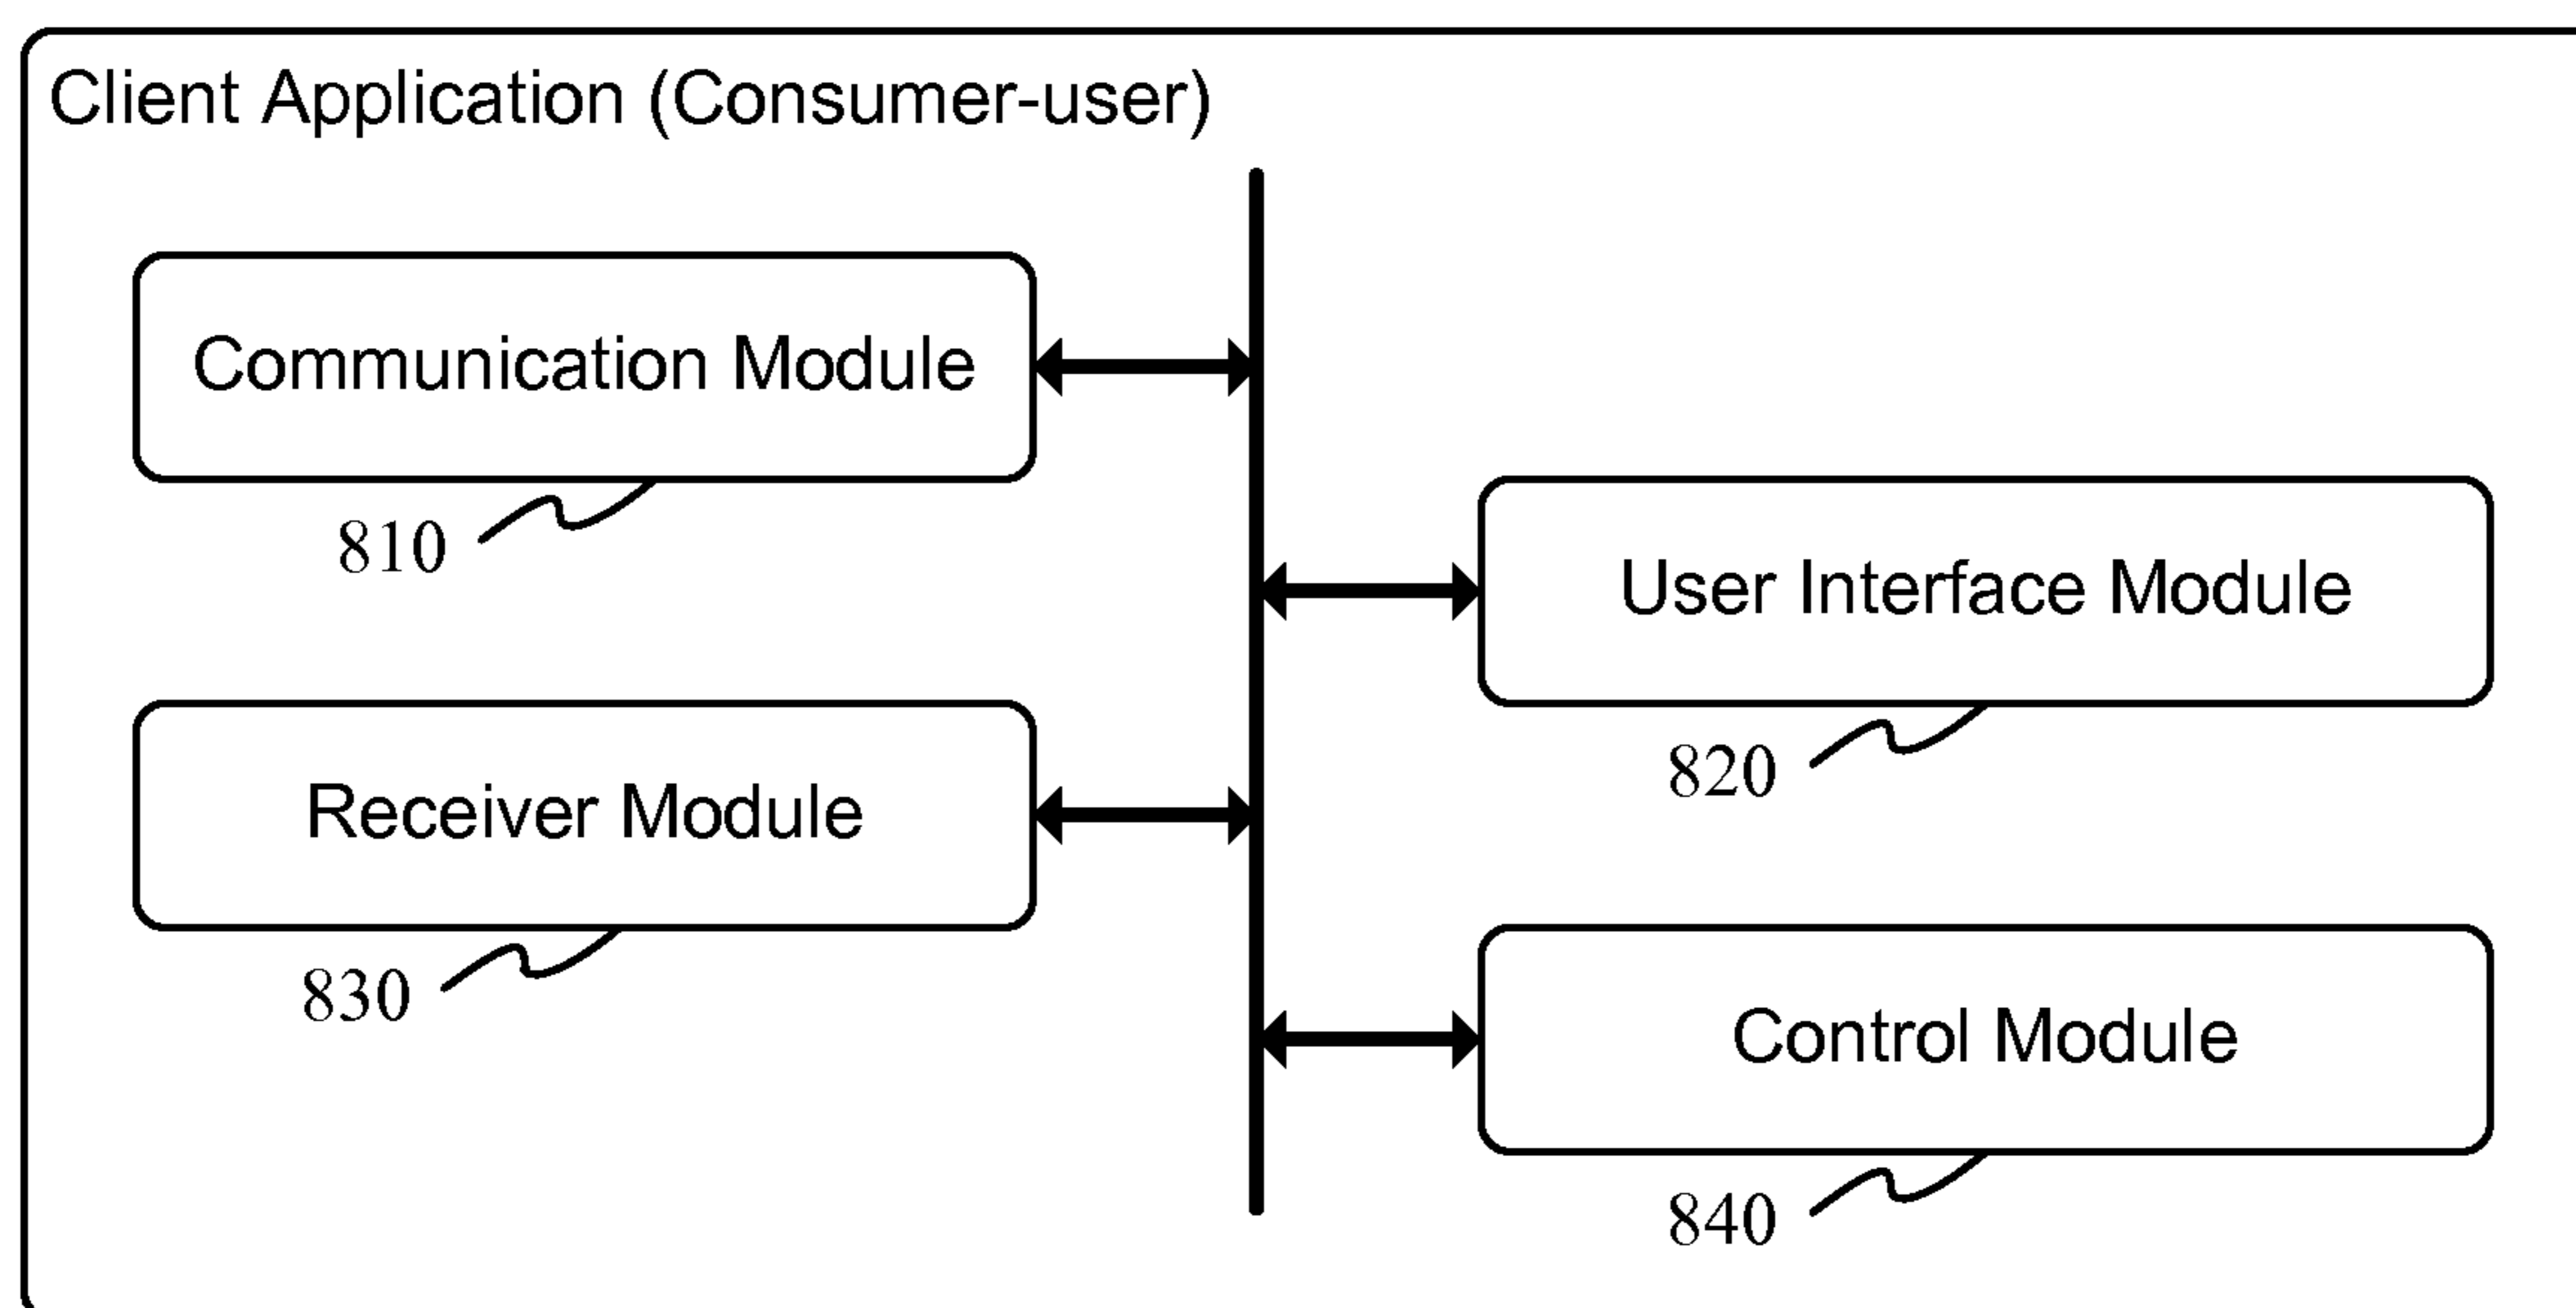 Client Application (Consumer-user)
Communication Module
810
User Interface Module
820
Receiver Module
830
Control Module
840